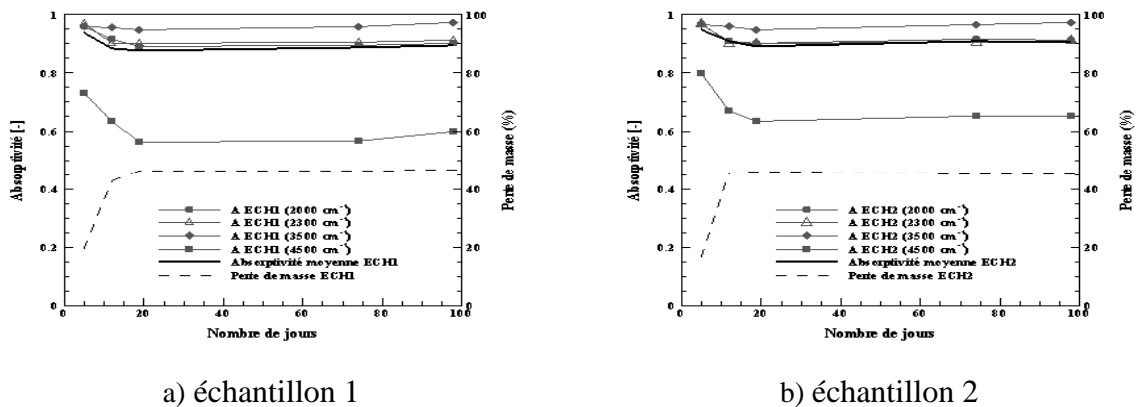 1
0.8
0.6
0.4
0.2
0
100
80
60
40
20
0
0 20 40 60 80 100
Absorptivité [-]
Perte de masse (%)
Nombre de jours
A ECH1 (2000 cm⁻¹)
A ECH1 (2300 cm⁻¹)
A ECH1 (3500 cm⁻¹)
A ECH1 (4500 cm⁻¹)
Absorptivité moyenne ECH1
Perte de masse ECH1
a) échantillon 1
1
0.8
0.6
0.4
0.2
0
100
80
60
40
20
0
0 20 40 60 80 100
Absorptivité [-]
Perte de masse (%)
Nombre de jours
A ECH2 (2000 cm⁻¹)
A ECH2 (2300 cm⁻¹)
A ECH2 (3500 cm⁻¹)
A ECH2 (4500 cm⁻¹)
Absorptivité moyenne ECH2
Perte de masse ECH2
b) échantillon 2